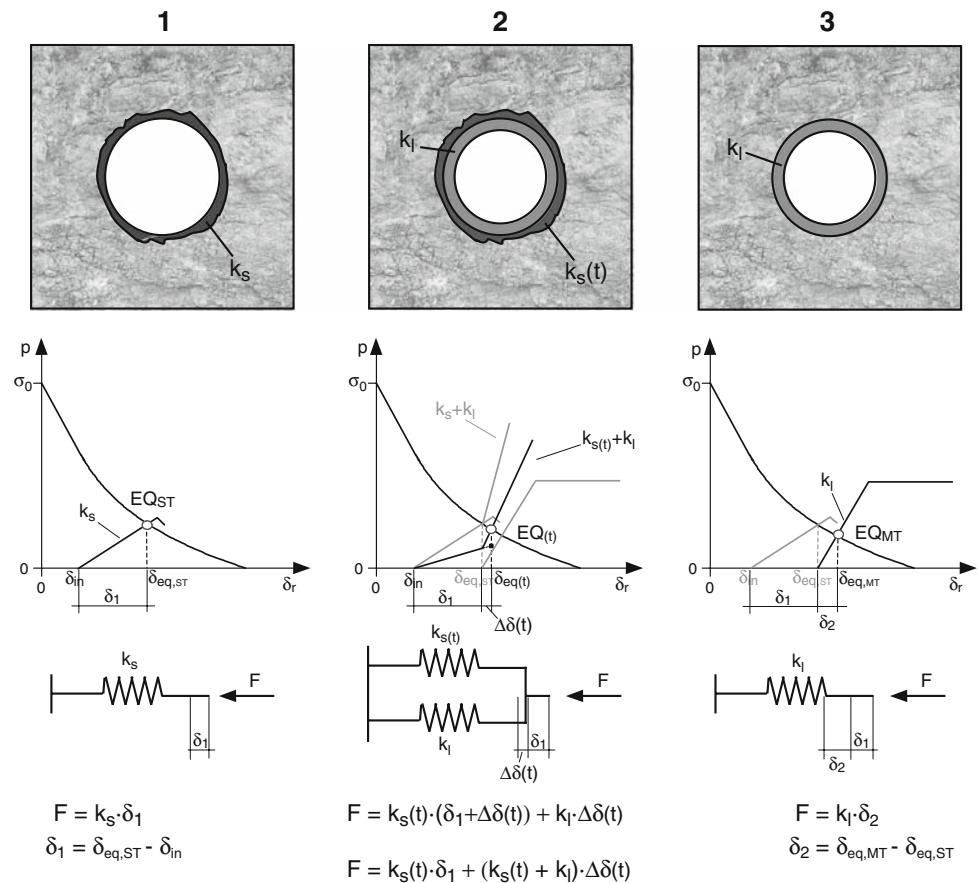 1
2
3
k_s
k_l
k_s(t)
k_l
p
σ_0
EQ_ST
k_s
0
0
δ_in
δ_eq,ST
δ_r
δ_1
p
σ_0
k_s+k_l
k_s(t)+k_l
EQ_(t)
0
0
δ_in
δ_eq,ST
δ_eq(t)
δ_r
δ_1
Δδ(t)
p
σ_0
k_l
EQ_MT
0
0
δ_in
δ_eq,ST
δ_eq,MT
δ_r
δ_1
δ_2
k_s
F
δ_1
k_s(t)
F
k_l
δ_1
Δδ(t)
k_l
F
δ_1
δ_2
F = k_s·δ_1
δ_1 = δ_eq,ST - δ_in
F = k_s(t)·(δ_1+Δδ(t)) + k_l·Δδ(t)
F = k_s(t)·δ_1 + (k_s(t) + k_l)·Δδ(t)
F = k_l·δ_2
δ_2 = δ_eq,MT - δ_eq,ST